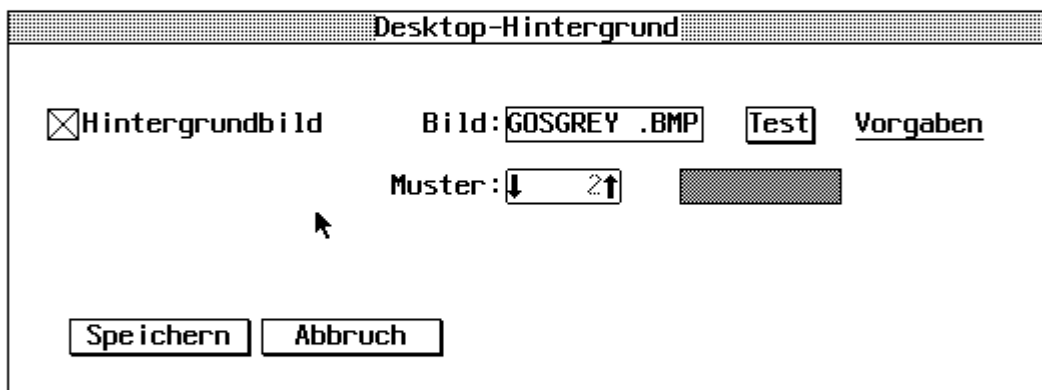 Desktop-Hintergrund
Hintergrundbild Bild: GOSGREY .BMP Test Vorgaben
Muster: 2
Speichern Abbruch